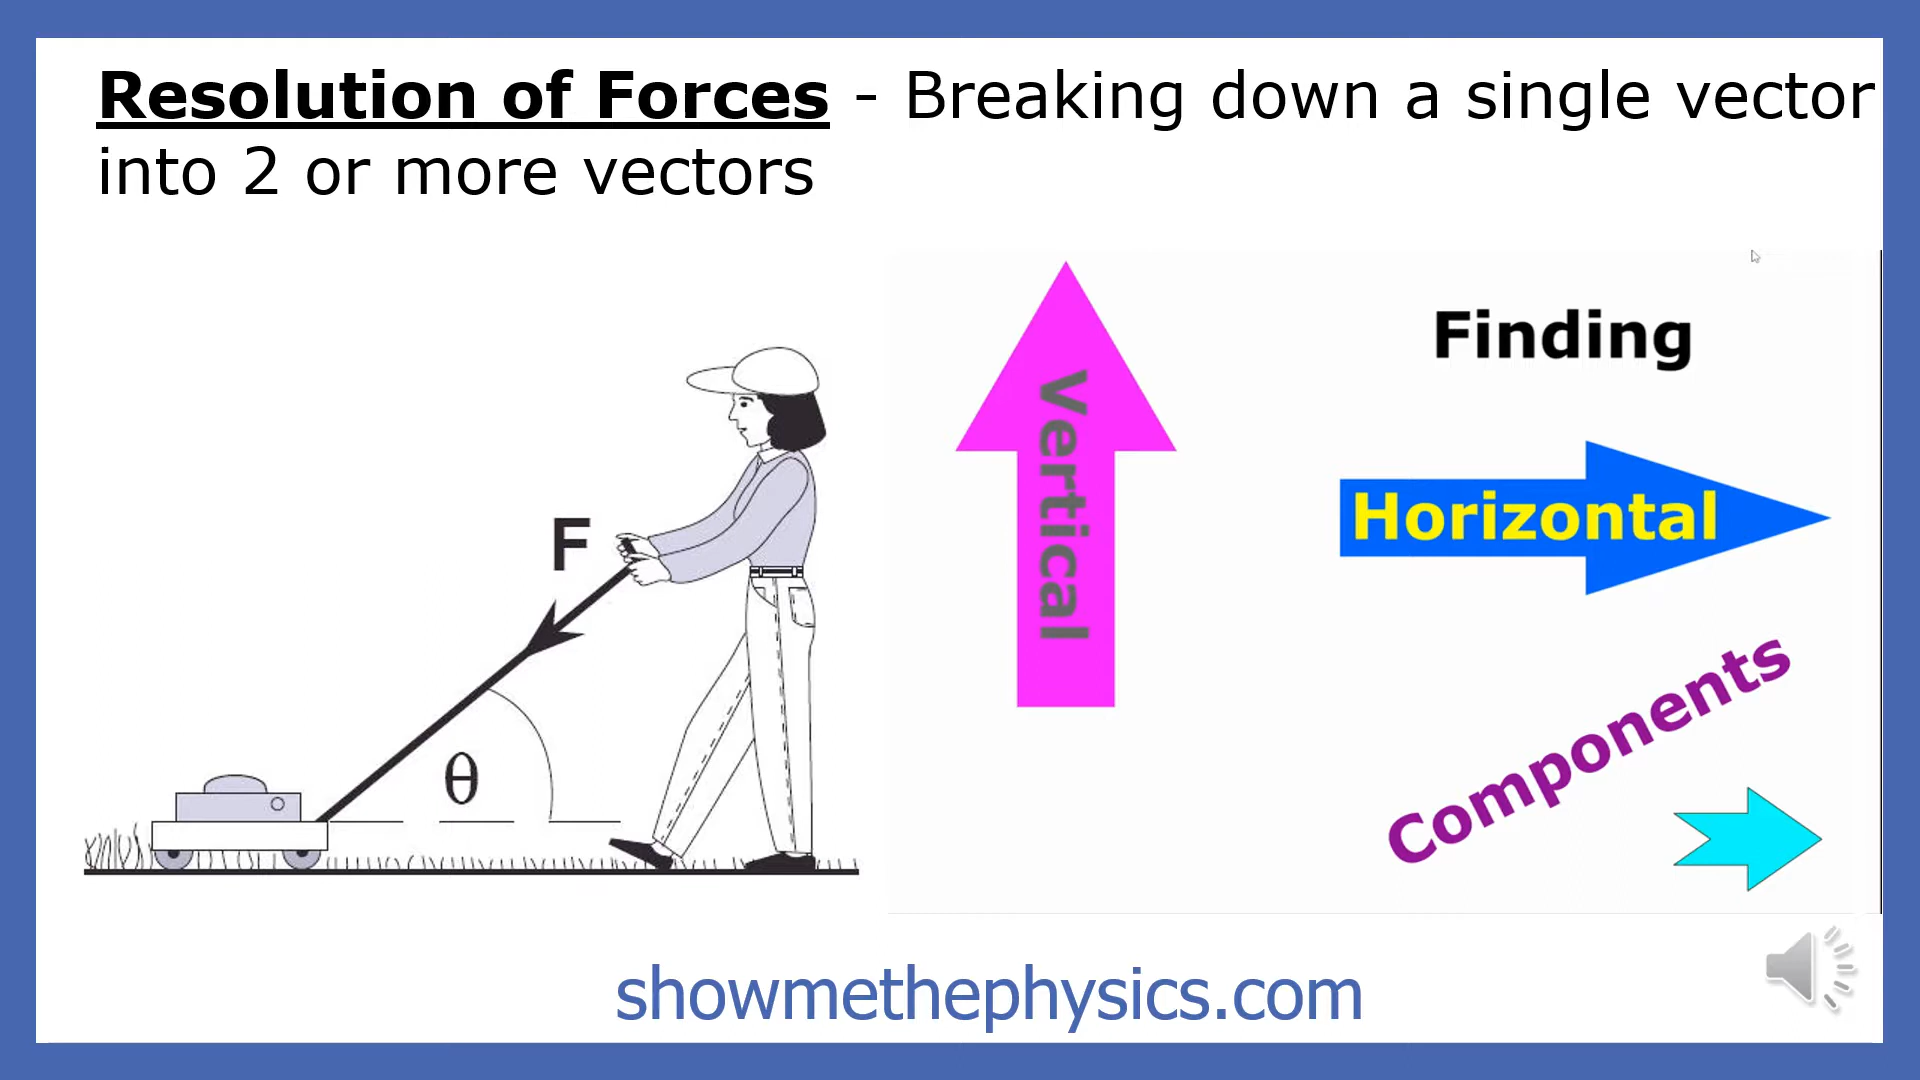 Resolution of Forces - Breaking down a single vector
into 2 or more vectors
F
θ
Vertical
Finding
Horizontal
Components
showmethephysics.com